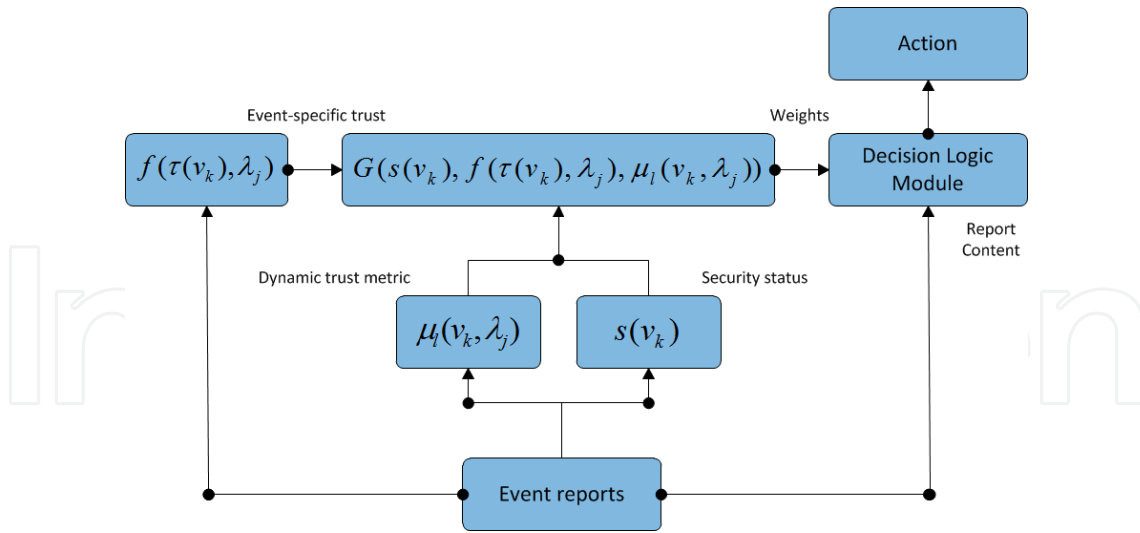 Action
Event-specific trust
Weights
f(τ(v_k),λ_j)
G(s(v_k), f(τ(v_k),λ_j), μ_l(v_k,λ_j))
Decision Logic
Module
Report
Content
Dynamic trust metric
Security status
μ_l(v_k,λ_j)
s(v_k)
Event reports